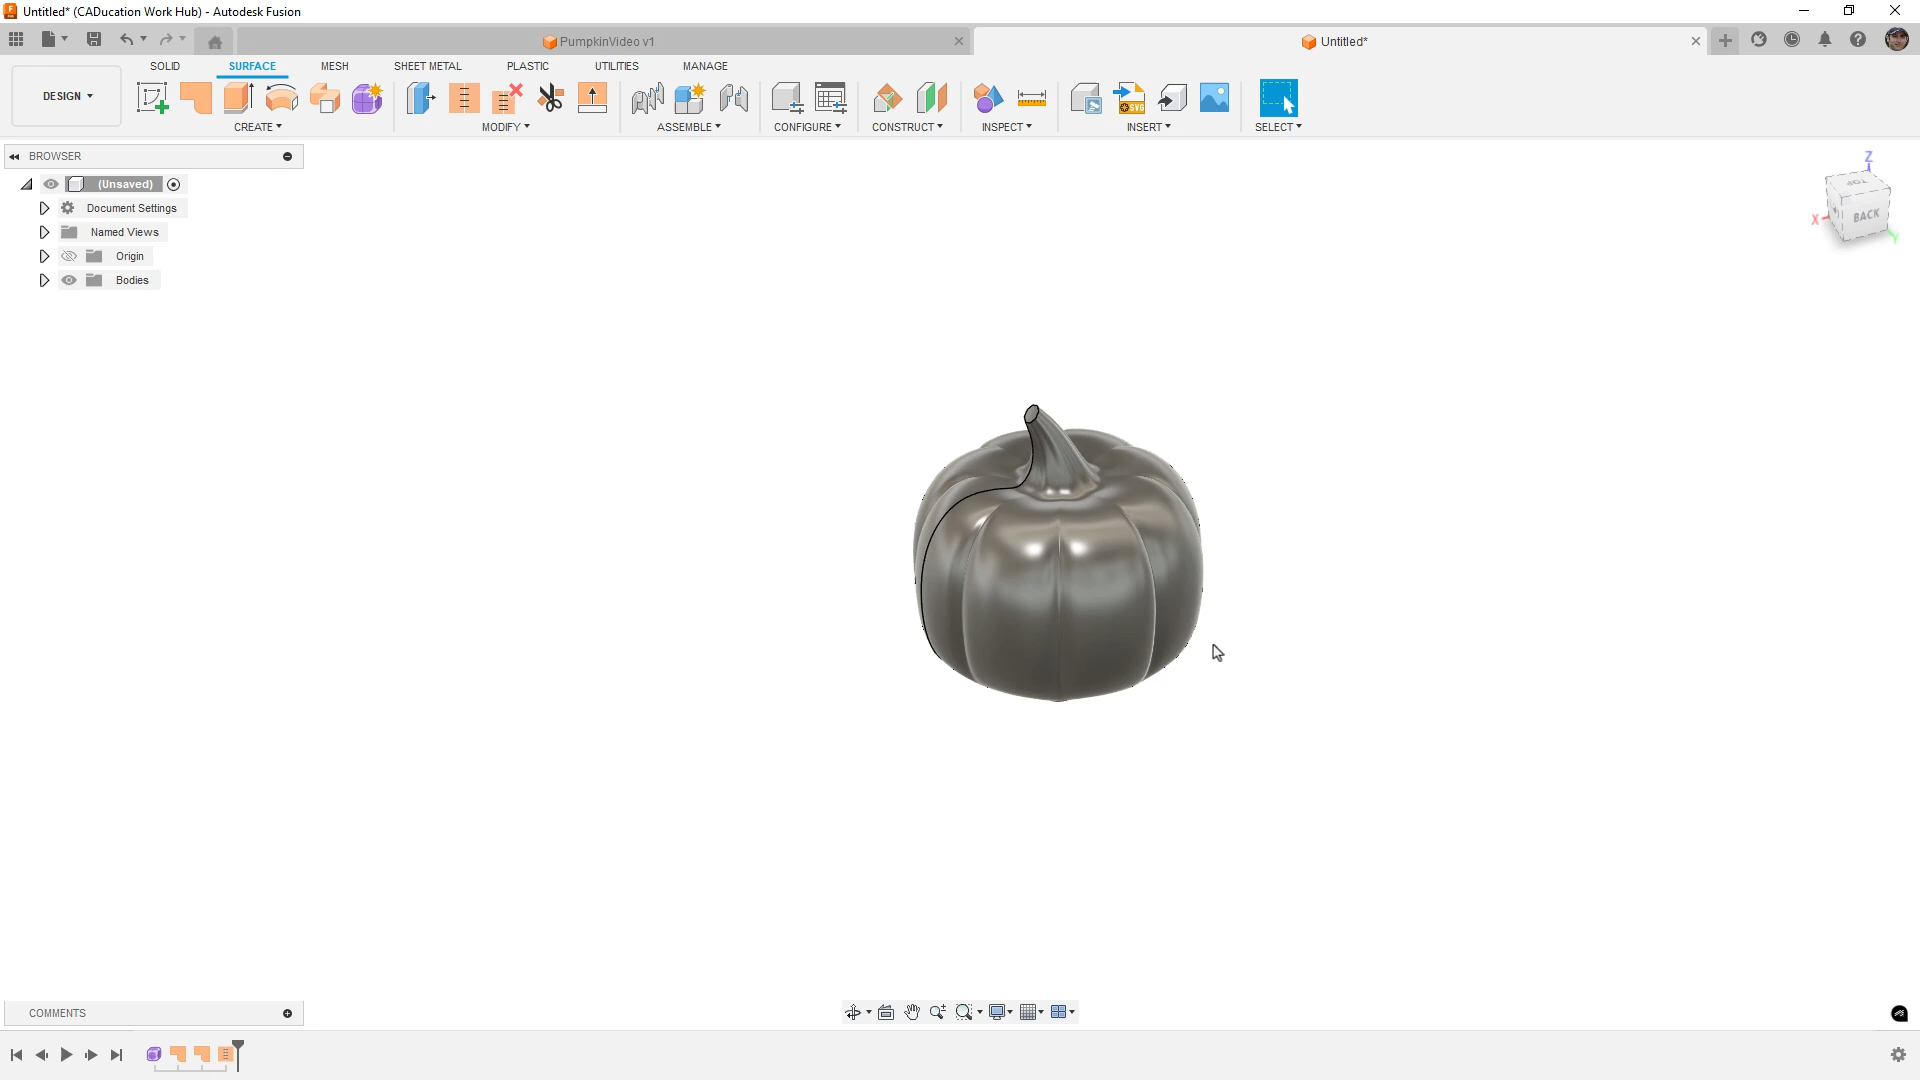 Untitled* (CADucation Work Hub) - Autodesk Fusion
PumpkinVideo v1
Untitled*
SOLID SURFACE MESH SHEET METAL PLASTIC UTILITIES MANAGE
DESIGN
CREATE MODIFY ASSEMBLE CONFIGURE CONSTRUCT INSPECT INSERT SELECT
BROWSER
(Unsaved)
Document Settings
Named Views
Origin
Bodies
Z
TOP
BACK
X
Y
COMMENTS